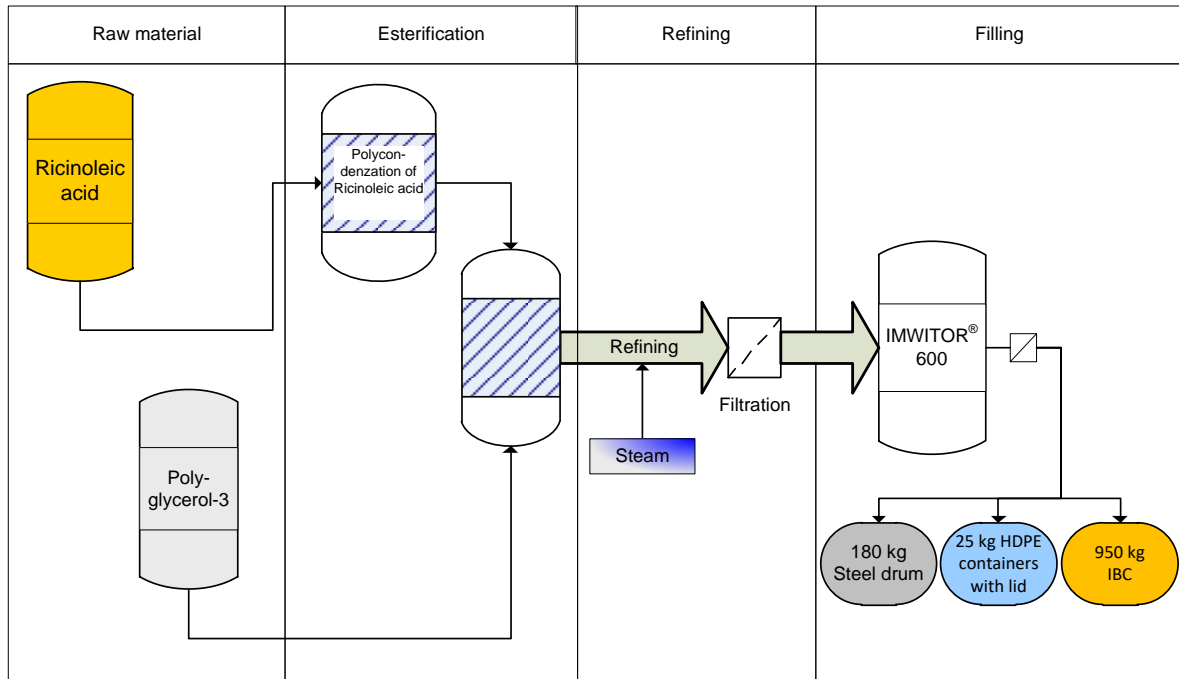 Raw material
Esterification
Refining
Filling
Ricinoleic
acid
Polycon-
denzation of
Ricinoleic acid
Poly-
glycerol-3
Refining
Steam
Filtration
IMWITOR®
600
180 kg
Steel drum
25 kg HDPE
containers
with lid
950 kg
IBC